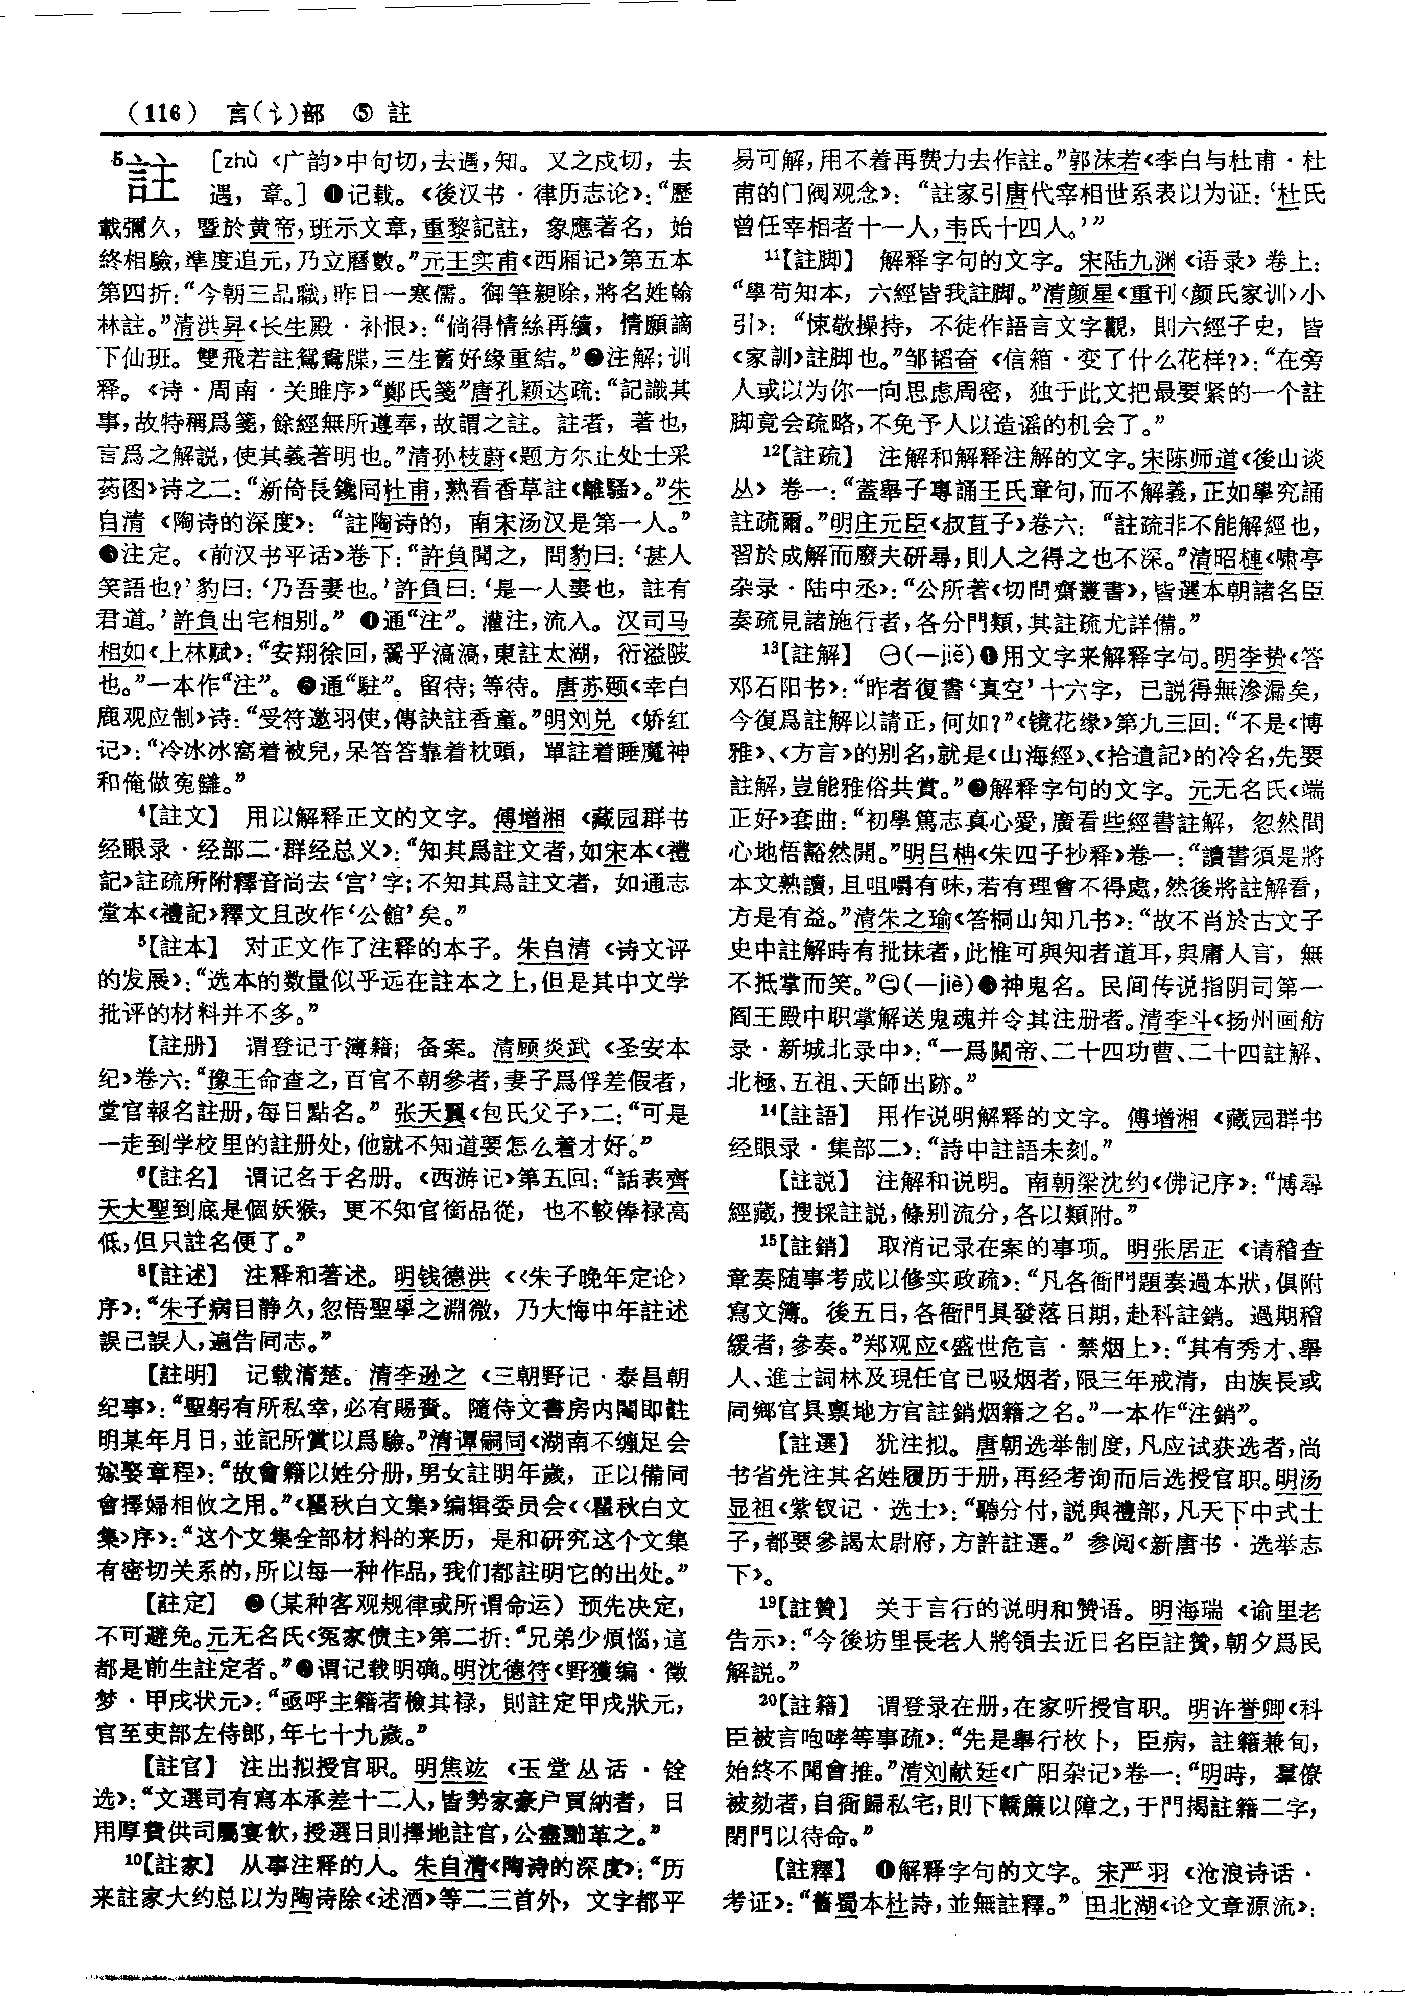 (116) 言(讠)部 ⑤ 註
5註 [zhù《广韵》中句切,去遇,知。又之戍切,去
遇,章。] ❶记载。《後汉书·律历志论》:“歷
載彌久,暨於黄帝,班示文章,重黎記註,象應著名,始
終相驗,準度追元,乃立曆數。”元王实甫《西厢记》第五本
第四折:“今朝三品職,昨日一寒儒。御筆親除,將名姓翰
林註。”清洪昇《长生殿·补恨》:“倘得情絲再續,情願謫
下仙班。雙飛若註鴛鴦牒,三生舊好缘重結。”❷注解;训
释。《诗·周南·关雎序》“鄭氏箋”唐孔颖达疏:“記識其
事,故特稱爲箋,餘經無所遵奉,故謂之註。註者,著也,
言爲之解説,使其義著明也。”清孙枝蔚《题方尔止处士采
药图》诗之二:“新倚長鑱同杜甫,熟看香草註《離騷》。”朱
自清《陶诗的深度》:“註陶诗的,南宋汤汉是第一人。”
❸注定。《前汉书平话》卷下:“許負聞之,問豹曰:‘甚人
笑語也?’豹曰:‘乃吾妻也。’許負曰:‘是一人妻也,註有
君道。’許負出宅相别。” ❹通“注”。灌注,流入。汉司马
相如《上林赋》:“安翔徐回,翯乎滈滈,東註太湖,衍溢陂
也。”一本作“注”。❺通“駐”。留待;等待。唐苏颋《幸白
鹿观应制》诗:“受符邀羽使,傳訣註香童。”明刘兑《娇红
记》:“冷冰冰窩着被兒,呆答答靠着枕頭,單註着睡魔神
和俺做寃讎。”
4【註文】 用以解释正文的文字。傅增湘《藏园群书
经眼录·经部二·群经总义》:“知其爲註文者,如宋本《禮
記》註疏所附釋音尚去‘宫’字;不知其爲註文者,如通志
堂本《禮記》釋文且改作‘公館’矣。”
5【註本】 对正文作了注释的本子。朱自清《诗文评
的发展》:“选本的数量似乎远在註本之上,但是其中文学
批评的材料并不多。”
【註册】 谓登记于簿籍;备案。清顾炎武《圣安本
纪》卷六:“豫王命查之,百官不朝參者,妻子爲俘差假者,
堂官報名註册,每日點名。” 张天翼《包氏父子》二:“可是
一走到学校里的註册处,他就不知道要怎么着才好。”
6【註名】 谓记名于名册。《西游记》第五回:“話表齊
天大聖到底是個妖猴,更不知官銜品從,也不較俸禄高
低,但只註名便了。”
8【註述】 注释和著述。明钱德洪《〈朱子晚年定论〉
序》:“朱子病目静久,忽悟聖學之淵微,乃大悔中年註述
誤己誤人,遍告同志。”
【註明】 记载清楚。清李逊之《三朝野记·泰昌朝
纪事》:“聖躬有所私幸,必有賜賚。隨侍文書房内閣即註
明某年月日,並記所賞以爲驗。”清谭嗣同《湖南不缠足会
嫁娶章程》:“故會籍以姓分册,男女註明年歲,正以備同
會擇婦相攸之用。”《瞿秋白文集》编辑委员会《〈瞿秋白文
集〉序》:“这个文集全部材料的来历,是和研究这个文集
有密切关系的,所以每一种作品,我们都註明它的出处。”
【註定】 ❶(某种客观规律或所谓命运)预先决定,
不可避免。元无名氏《冤家债主》第二折:“兄弟少煩惱,這
都是前生註定者。”❷谓记载明确。明沈德符《野獲编·徵
梦·甲戌状元》:“亟呼主籍者檢其禄,則註定甲戌狀元,
官至吏部左侍郎,年七十九歲。”
【註官】 注出拟授官职。明焦竑《玉堂丛话·铨
选》:“文選司有寫本承差十二人,皆勢家豪户買納者,日
用厚費供司屬宴飲,授選日則擇地註官,公盡黜革之。”
10【註家】 从事注释的人。朱自清《陶诗的深度》:“历
来註家大约总以为陶诗除《述酒》等二三首外,文字都平
易可解,用不着再费力去作註。”郭沫若《李白与杜甫·杜
甫的门阀观念》:“註家引唐代宰相世系表以为证:‘杜氏
曾任宰相者十一人,韦氏十四人。’”
11【註脚】 解释字句的文字。宋陆九渊《语录》卷上:
“學苟知本,六經皆我註脚。”清颜星《重刊〈颜氏家训〉小
引》:“悚敬操持,不徒作語言文字觀,則六經子史,皆
《家訓》註脚也。”邹韬奋《信箱·变了什么花样?》:“在旁
人或以为你一向思虑周密,独于此文把最要紧的一个註
脚竟会疏略,不免予人以造谣的机会了。”
12【註疏】 注解和解释注解的文字。宋陈师道《後山谈
丛》卷一:“蓋舉子專誦王氏章句,而不解義,正如學究誦
註疏爾。”明庄元臣《叔苴子》卷六:“註疏非不能解經也,
習於成解而廢夫研尋,則人之得之也不深。”清昭槤《啸亭
杂录·陆中丞》:“公所著《切問齋叢書》,皆選本朝諸名臣
奏疏見諸施行者,各分門類,其註疏尤詳備。”
13【註解】 ㊀(—jiě)❶用文字来解释字句。明李贽《答
邓石阳书》:“昨者復書‘真空’十六字,已説得無滲漏矣,
今復爲註解以請正,何如?”《镜花缘》第九三回:“不是《博
雅》、《方言》的别名,就是《山海經》、《拾遺記》的冷名,先要
註解,豈能雅俗共賞。”❷解释字句的文字。元无名氏《端
正好》套曲:“初學篤志真心愛,廣看些經書註解,忽然間
心地悟豁然開。”明吕柟《朱四子抄释》卷一:“讀書須是將
本文熟讀,且咀嚼有味,若有理會不得處,然後將註解看,
方是有益。”清朱之瑜《答桐山知几书》:“故不肖於古文子
史中註解時有批抹者,此惟可與知者道耳,與庸人言,無
不抵掌而笑。”㊁(—jiè)❸神鬼名。民间传说指阴司第一
阎王殿中职掌解送鬼魂并令其注册者。清李斗《扬州画舫
录·新城北录中》:“一爲關帝、二十四功曹、二十四註解、
北極、五祖、天師出跡。”
14【註語】 用作说明解释的文字。傅增湘《藏园群书
经眼录·集部二》:“詩中註語未刻。”
【註説】 注解和说明。南朝梁沈约《佛记序》:“博尋
經藏,搜採註説,條别流分,各以類附。”
15【註銷】 取消记录在案的事项。明张居正《请稽查
章奏随事考成以修实政疏》:“凡各衙門題奏過本狀,俱附
寫文簿。後五日,各衙門具發落日期,赴科註銷。過期稽
緩者,參奏。”郑观应《盛世危言·禁烟上》:“其有秀才、舉
人、進士詞林及現任官已吸烟者,限三年戒清,由族長或
同鄉官具禀地方官註銷烟籍之名。”一本作“注銷”。
【註選】 犹注拟。唐朝选举制度,凡应试获选者,尚
书省先注其名姓履历于册,再经考询而后选授官职。明汤
显祖《紫钗记·选士》:“聽分付,説與禮部,凡天下中式士
子,都要參謁太尉府,方許註選。” 参阅《新唐书·选举志
下》。
19【註贊】 关于言行的说明和赞语。明海瑞《谕里老
告示》:“今後坊里長老人將領去近日名臣註贊,朝夕爲民
解説。”
20【註籍】 谓登录在册,在家听授官职。明许誉卿《科
臣被言咆哮等事疏》:“先是舉行枚卜,臣病,註籍兼旬,
始終不聞會推。”清刘献廷《广阳杂记》卷一:“明時,羣僚
被劾者,自衙歸私宅,則下轎簾以障之,于門揭註籍二字,
閉門以待命。”
【註釋】 ❶解释字句的文字。宋严羽《沧浪诗话·
考证》:“舊蜀本杜詩,並無註釋。” 田北湖《论文章源流》: